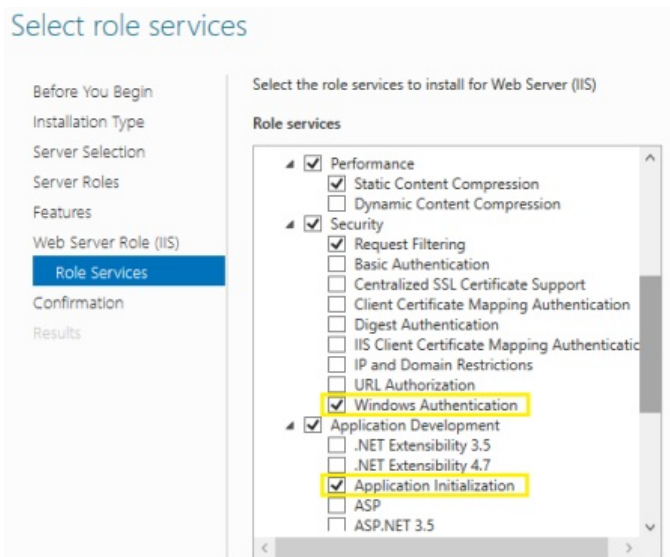 Select role services
Before You Begin
Installation Type
Server Selection
Server Roles
Features
Web Server Role (IIS)
Role Services
Confirmation
Results
Select the role services to install for Web Server (IIS)
Role services
Performance
Static Content Compression
Dynamic Content Compression
Security
Request Filtering
Basic Authentication
Centralized SSL Certificate Support
Client Certificate Mapping Authentication
Digest Authentication
IIS Client Certificate Mapping Authenticatic
IP and Domain Restrictions
URL Authorization
Windows Authentication
Application Development
.NET Extensibility 3.5
.NET Extensibility 4.7
Application Initialization
ASP
ASP.NET 3.5